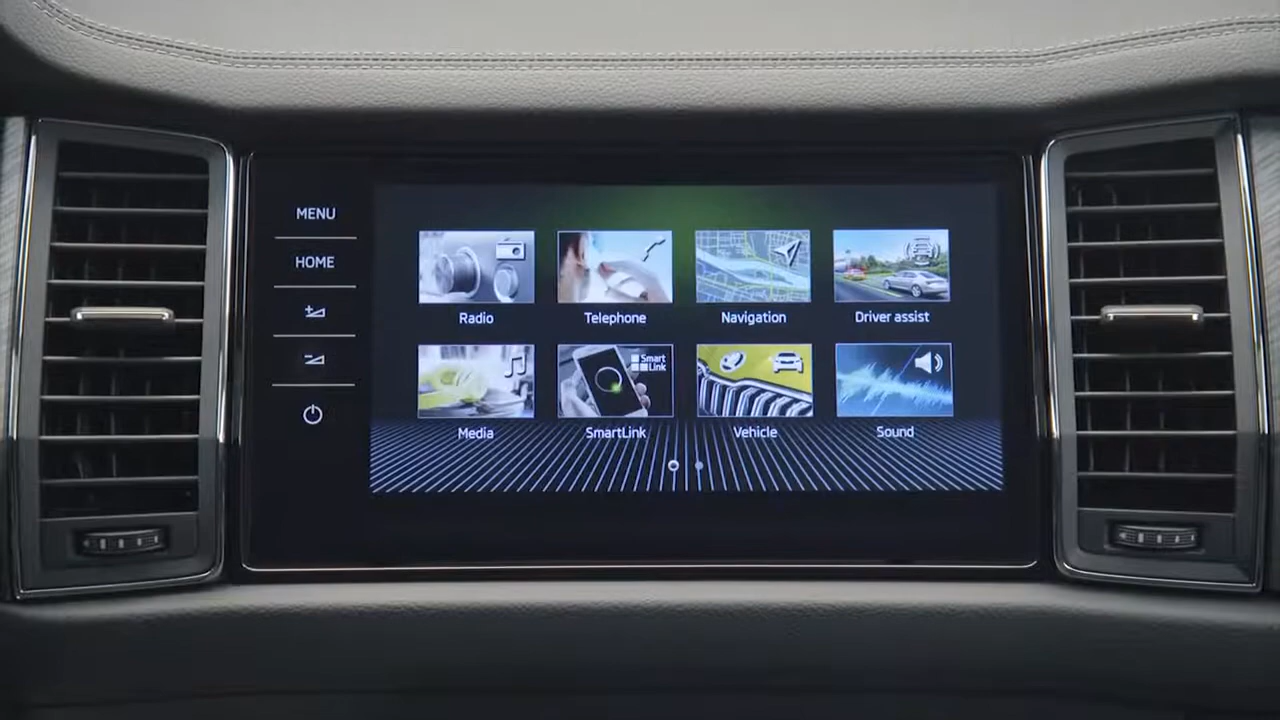 MENU
HOME
Radio
Telephone
Navigation
Driver assist
Smart
Link
Media
SmartLink
Vehicle
Sound